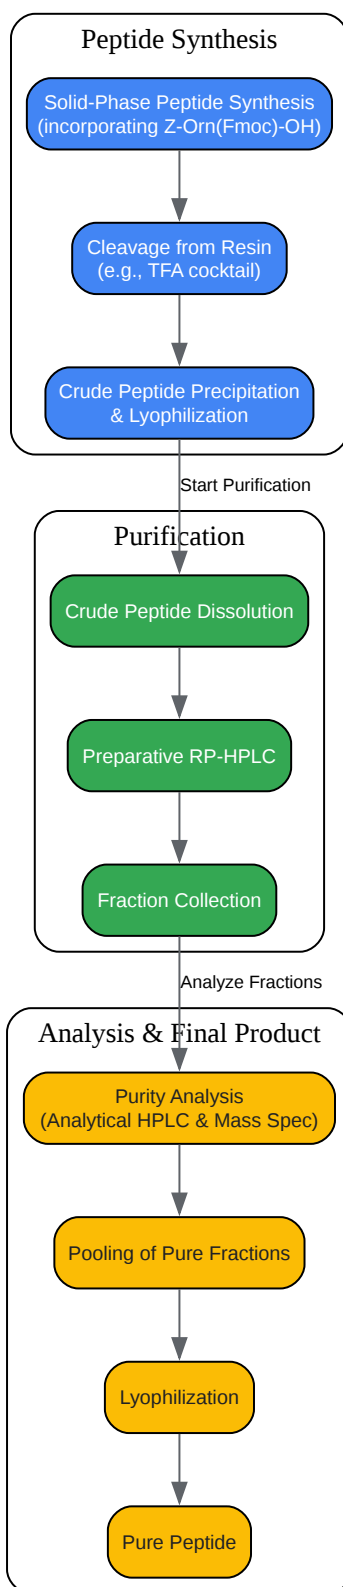 Peptide Synthesis
Solid-Phase Peptide Synthesis
(incorporating Z-Orn(Fmoc)-OH)
Cleavage from Resin
(e.g., TFA cocktail)
Crude Peptide Precipitation
& Lyophilization
Start Purification
Purification
Crude Peptide Dissolution
Preparative RP-HPLC
Fraction Collection
Analyze Fractions
Analysis & Final Product
Purity Analysis
(Analytical HPLC & Mass Spec)
Pooling of Pure Fractions
Lyophilization
Pure Peptide